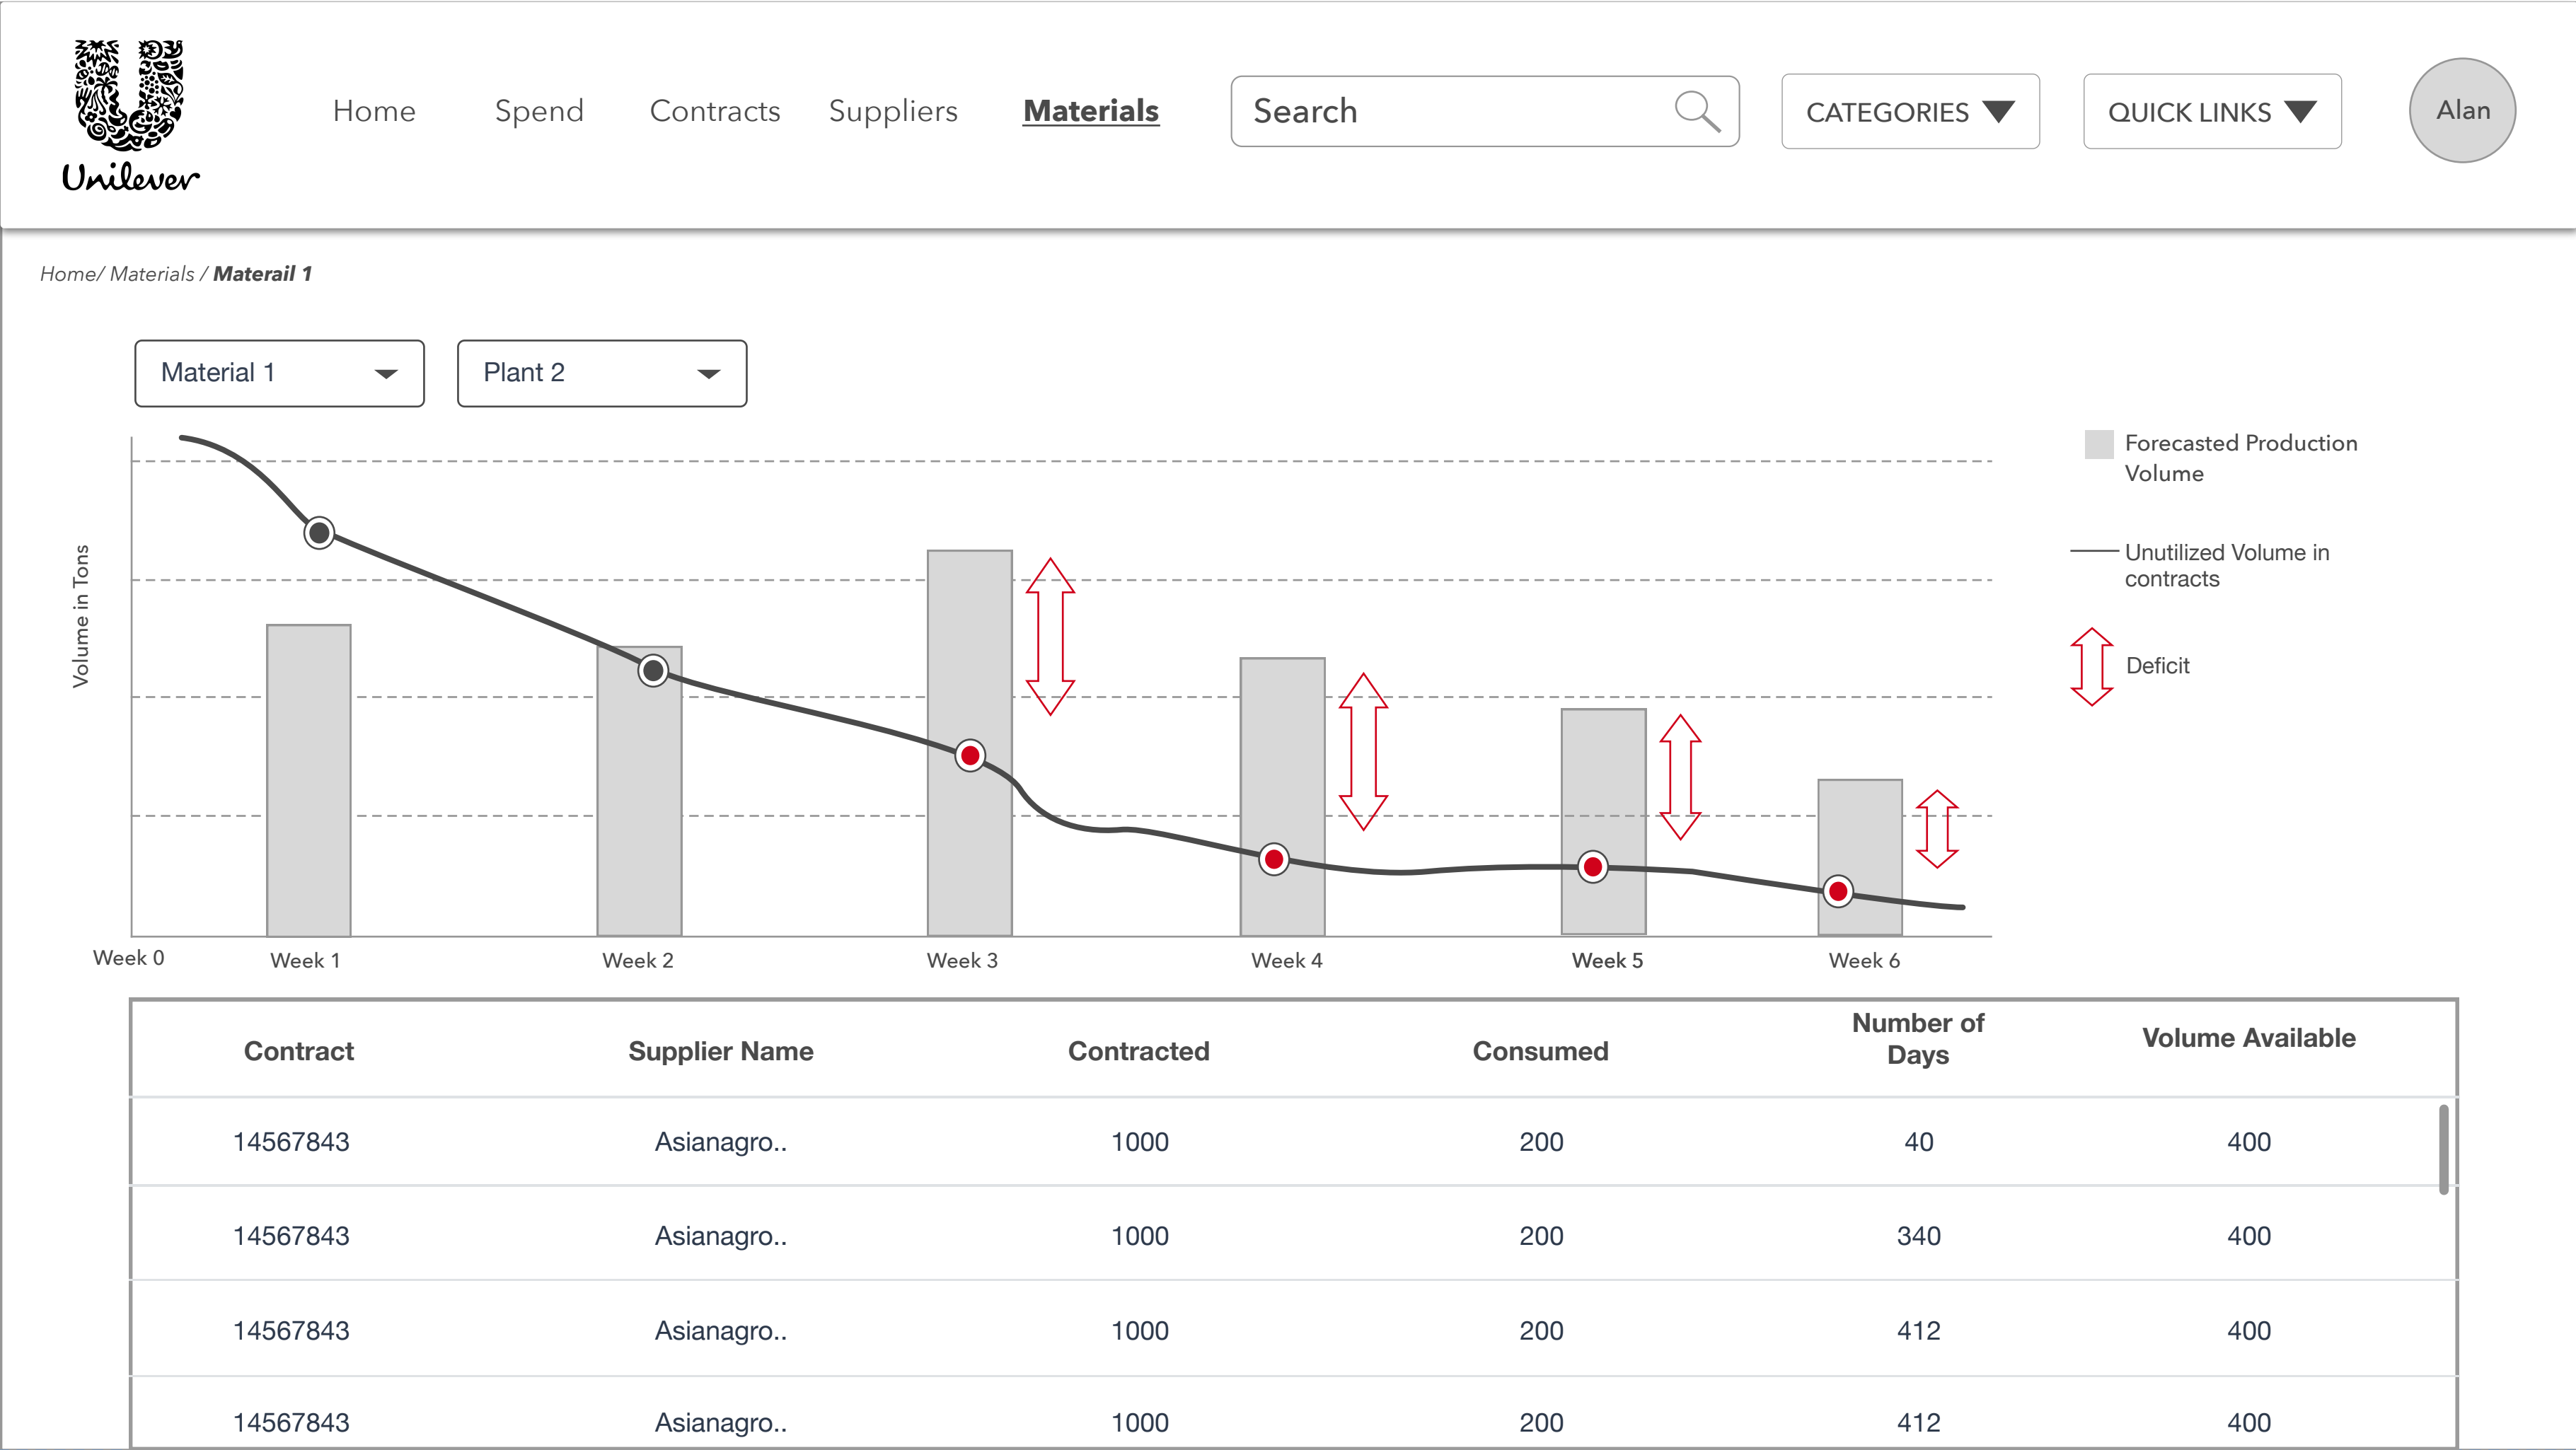 Unilever
Home
Spend
Contracts
Suppliers
Materials
Search
CATEGORIES
QUICK LINKS
Alan
Home/ Materials / Materail 1
Material 1
Plant 2
Volume in Tons
Forecasted Production
Volume
Unutilized Volume in
contracts
Deficit
Week 0
Week 1
Week 2
Week 3
Week 4
Week 5
Week 6
Contract
Supplier Name
Contracted
Consumed
Number of
Days
Volume Available
14567843
Asianagro..
1000
200
40
400
14567843
Asianagro..
1000
200
340
400
14567843
Asianagro..
1000
200
412
400
14567843
Asianagro..
1000
200
412
400